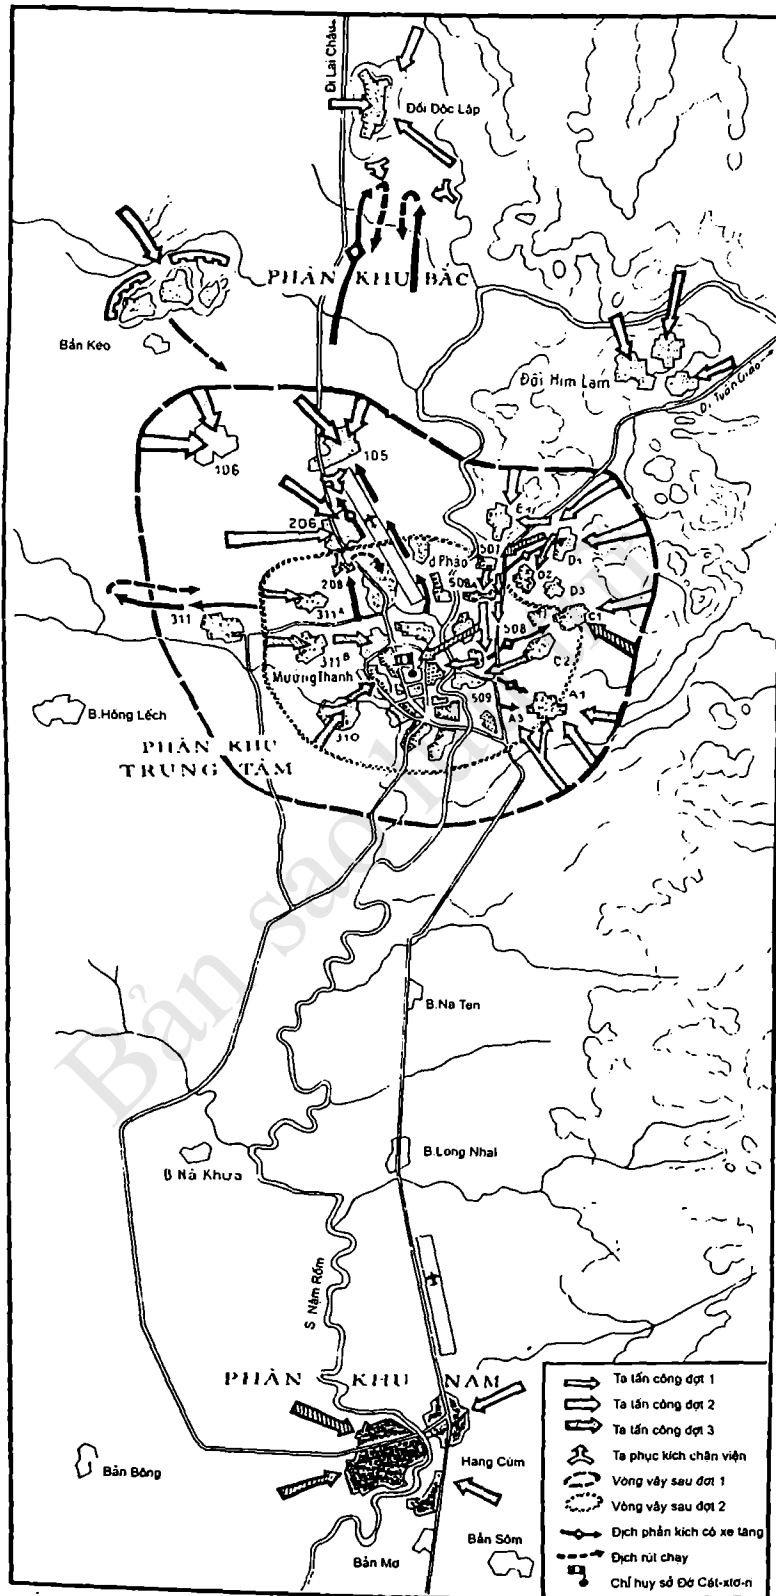 Đi Lai Châu
Đồi Độc Lập
PHÂN KHU BẮC
Bản Kéo
Đồi Him Lam
Đi Tuần Giáo
106
105
206
208
d Pháo
507
E1
D1
D2
D3
311
311A
508
C1
C2
311B
Mường Thanh
509
A1
A3
310
B.Hồng Lếch
PHÂN KHU
TRUNG TÂM
B.Na Ten
B.Long Nhai
B Nà Khưa
S Nậm Rốm
PHÂN KHU NAM
Hang Cúm
Bản Bông
Bản Mơ
Bản Sôm
Ta tấn công đợt 1
Ta tấn công đợt 2
Ta tấn công đợt 3
Ta phục kích chặn viện
Vòng vây sau đợt 1
Vòng vây sau đợt 2
Địch phản kích có xe tăng
Địch rút chạy
Chỉ huy sở Đờ Cát-xtơ-ri
Bản sao lưu